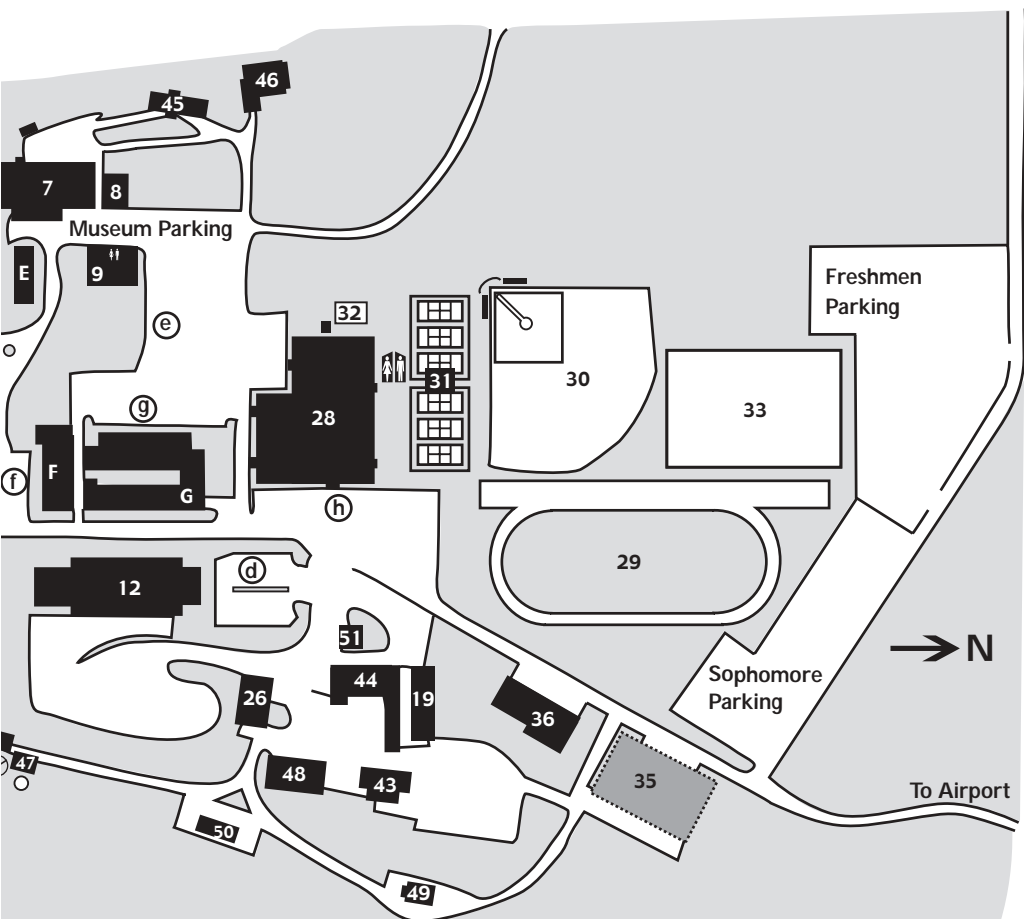 46
45
7
8
Museum Parking
E
9
Freshmen
Parking
e
32
31
30
33
28
g
F
f
G
h
29
d
12
51
N
Sophomore
Parking
44
19
26
36
47
48
43
35
To Airport
50
49